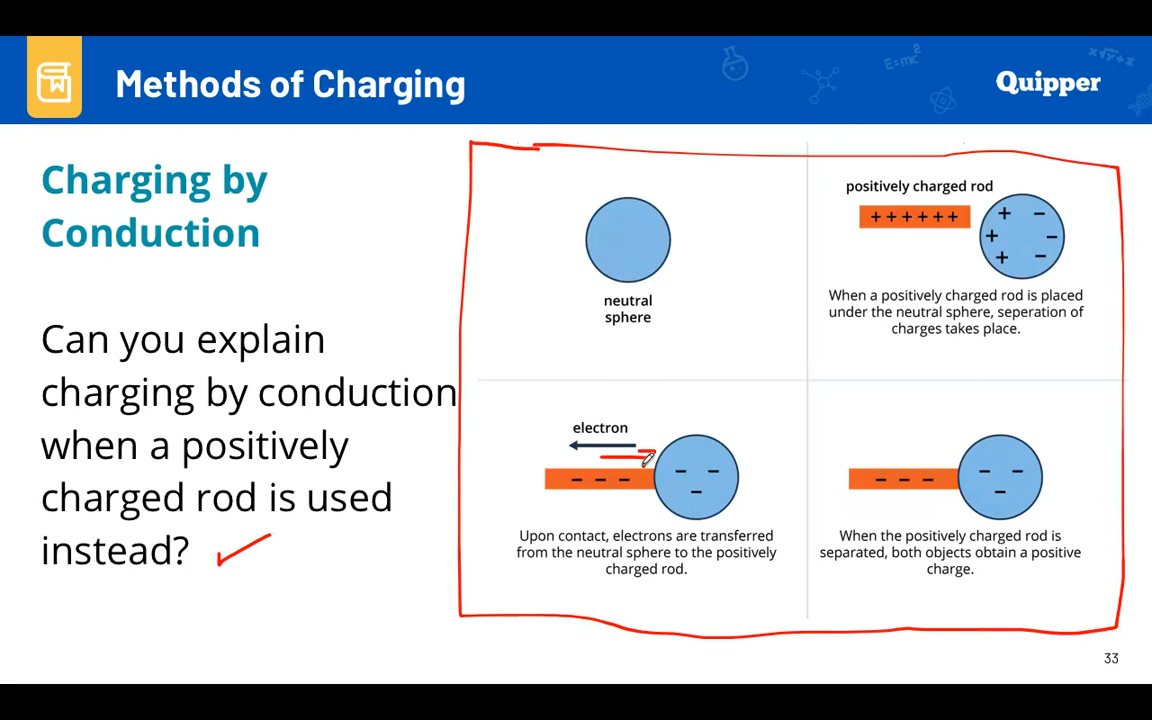 Methods of Charging
E=mc²
Quipper
Charging by
Conduction
Can you explain
charging by conduction
when a positively
charged rod is used
instead?
neutral
sphere
positively charged rod
+ + + + + +
+ −
+ −
+ −
When a positively charged rod is placed
under the neutral sphere, seperation of
charges takes place.
electron
− − −
− −
−
Upon contact, electrons are transferred
from the neutral sphere to the positively
charged rod.
− − −
− −
−
When the positively charged rod is
separated, both objects obtain a positive
charge.
33